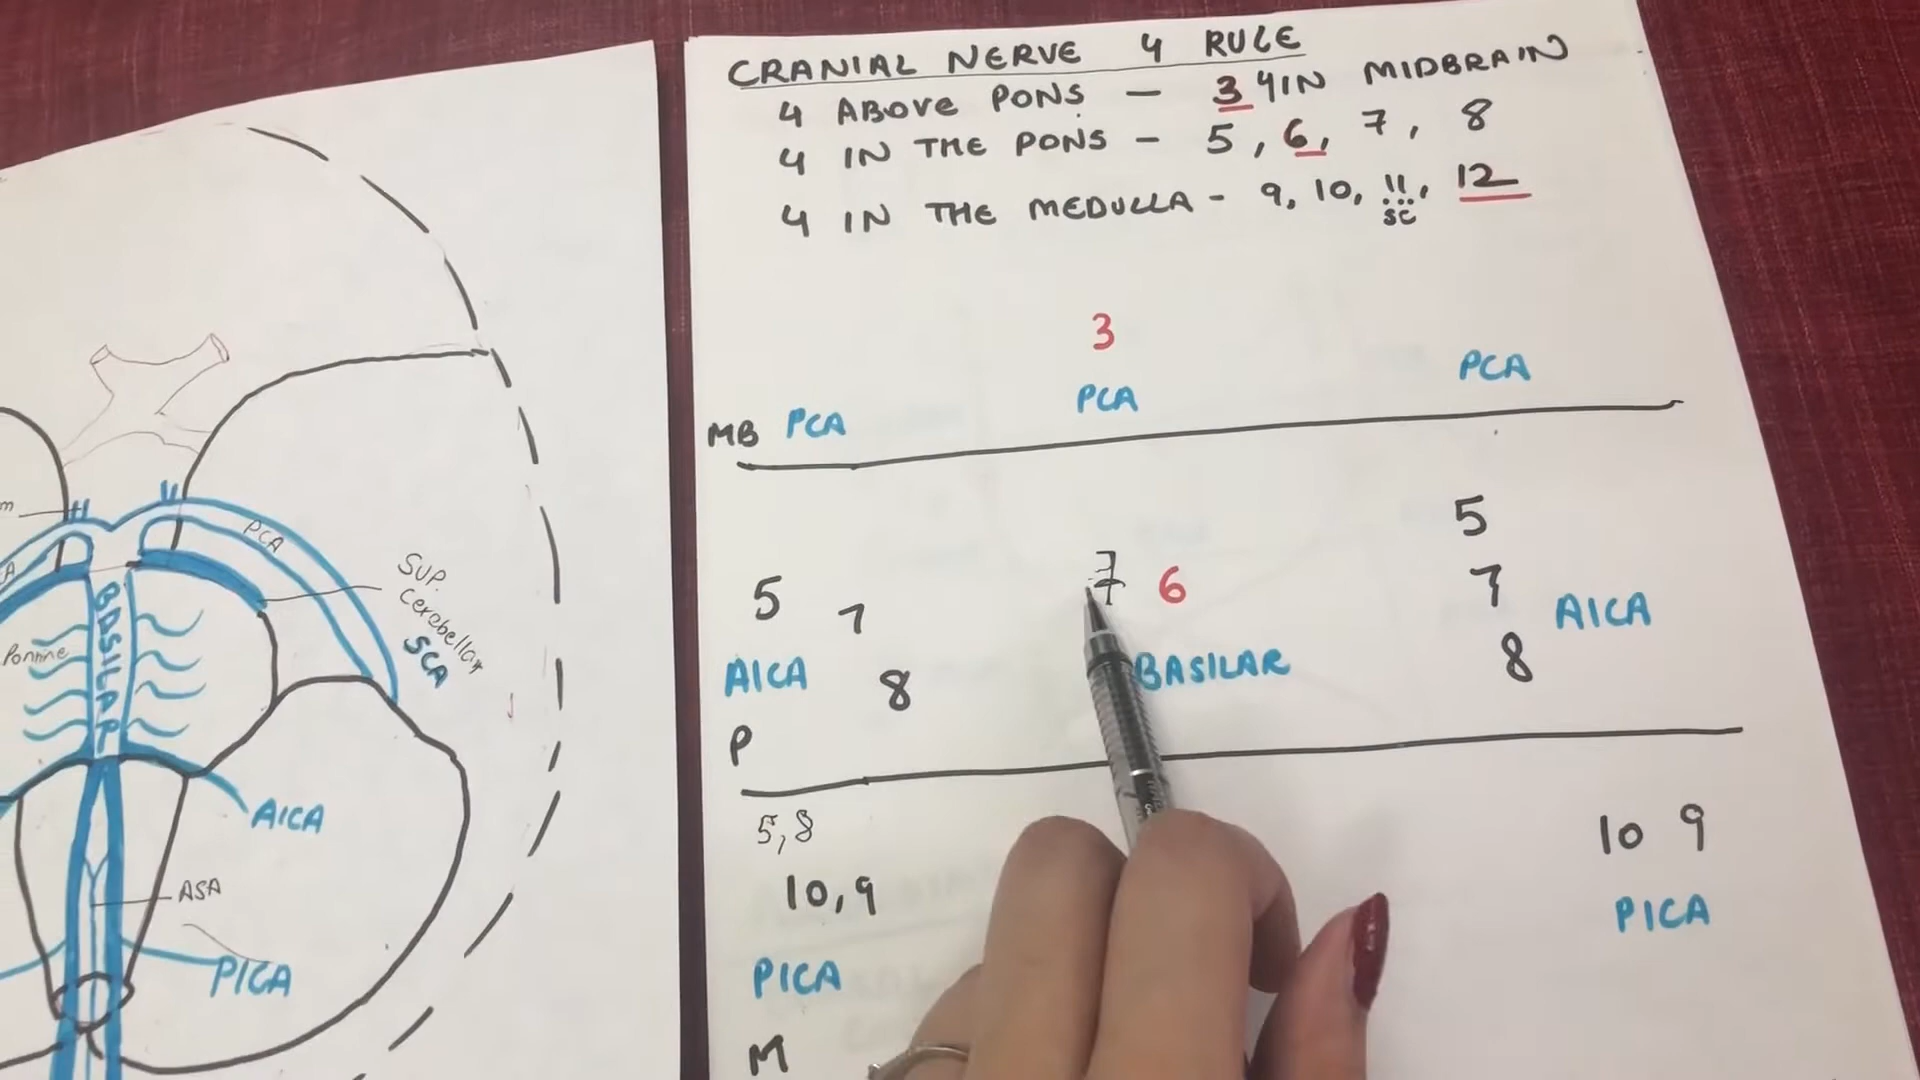 CRANIAL NERVE 4 RULE
4 ABOVE PONS - 3 4 IN MIDBRAIN
4 IN THE PONS - 5, 6, 7, 8
4 IN THE MEDULLA - 9, 10, 11, 12
SC
3
MB PCA PCA PCA
5
5 7 7 6 7 AICA
AICA 8 BASILAR 8
P
5, 8
10, 9 10 9
PICA PICA
M
m
PCA
A
SUP.
cerebellar
SCA
BASILAR
Pontine
AICA
ASA
PICA